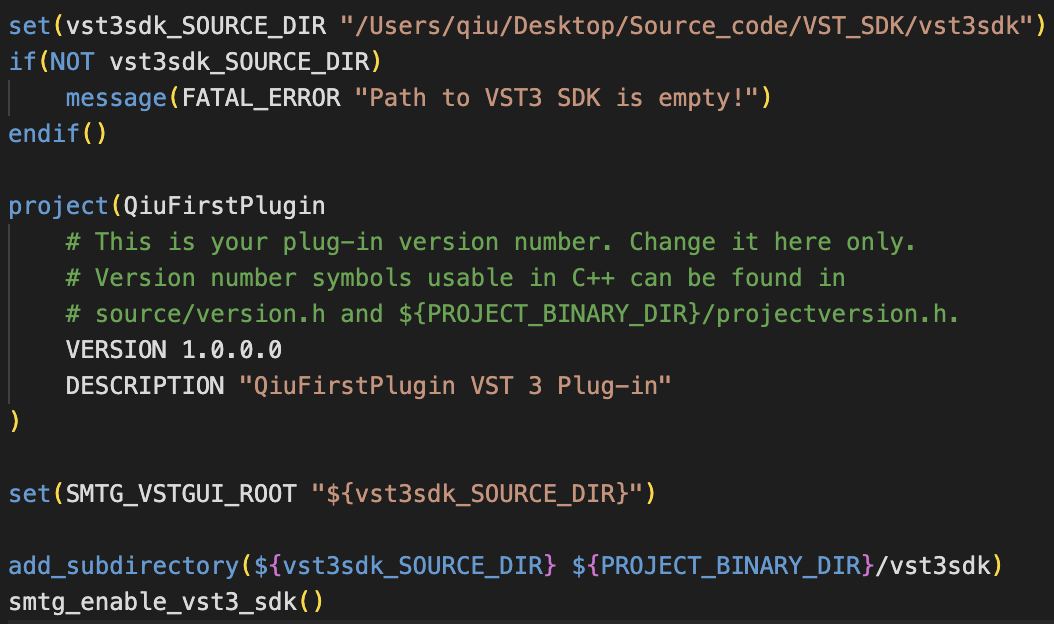 set(vst3sdk_SOURCE_DIR "/Users/qiu/Desktop/Source_code/VST_SDK/vst3sdk")
if(NOT vst3sdk_SOURCE_DIR)
    message(FATAL_ERROR "Path to VST3 SDK is empty!")
endif()

project(QiuFirstPlugin
    # This is your plug-in version number. Change it here only.
    # Version number symbols usable in C++ can be found in
    # source/version.h and ${PROJECT_BINARY_DIR}/projectversion.h.
    VERSION 1.0.0.0
    DESCRIPTION "QiuFirstPlugin VST 3 Plug-in"
)

set(SMTG_VSTGUI_ROOT "${vst3sdk_SOURCE_DIR}")

add_subdirectory(${vst3sdk_SOURCE_DIR} ${PROJECT_BINARY_DIR}/vst3sdk)
smtg_enable_vst3_sdk()